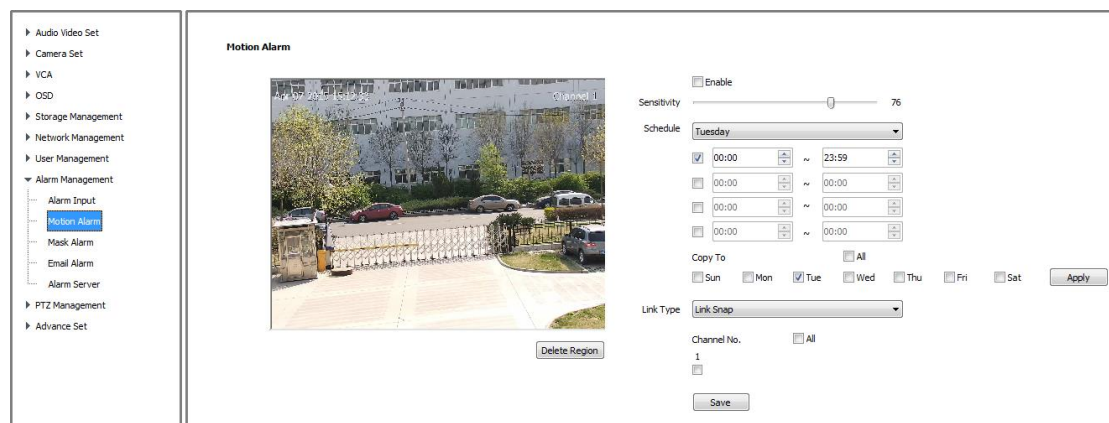 Audio Video Set
Camera Set
VCA
OSD
Storage Management
Network Management
User Management
Alarm Management
Alarm Input
Motion Alarm
Mask Alarm
Email Alarm
Alarm Server
PTZ Management
Advance Set
Motion Alarm
Channel 1
Delete Region
Enable
Sensitivity 76
Schedule Tuesday
00:00 ~ 23:59
00:00 ~ 00:00
00:00 ~ 00:00
00:00 ~ 00:00
Copy To All
Sun Mon Tue Wed Thu Fri Sat Apply
Link Type Link Snap
Channel No. All
1
Save